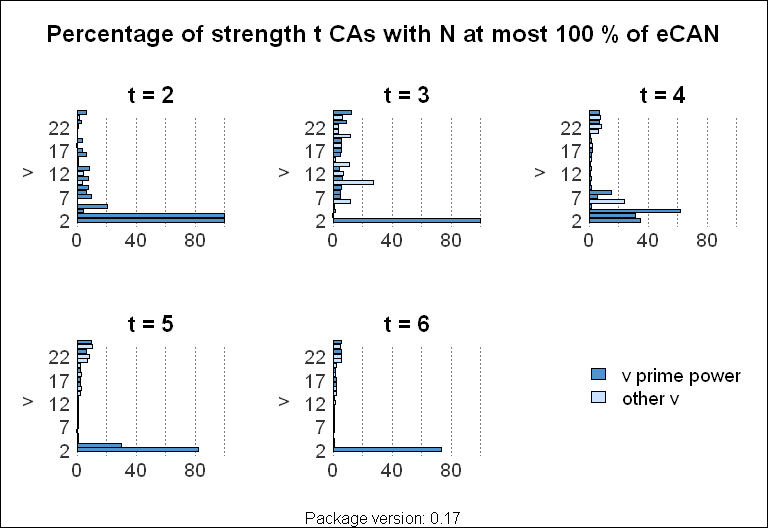 Percentage of strength t CAs with N at most 100 % of eCAN
t = 2
t = 3
t = 4
22
17
12
7
2
v
0
40
80
22
17
12
7
2
v
0
40
80
22
17
12
7
2
v
0
40
80
t = 5
t = 6
22
17
12
7
2
v
0
40
80
22
17
12
7
2
v
0
40
80
v prime power
other v
Package version: 0.17